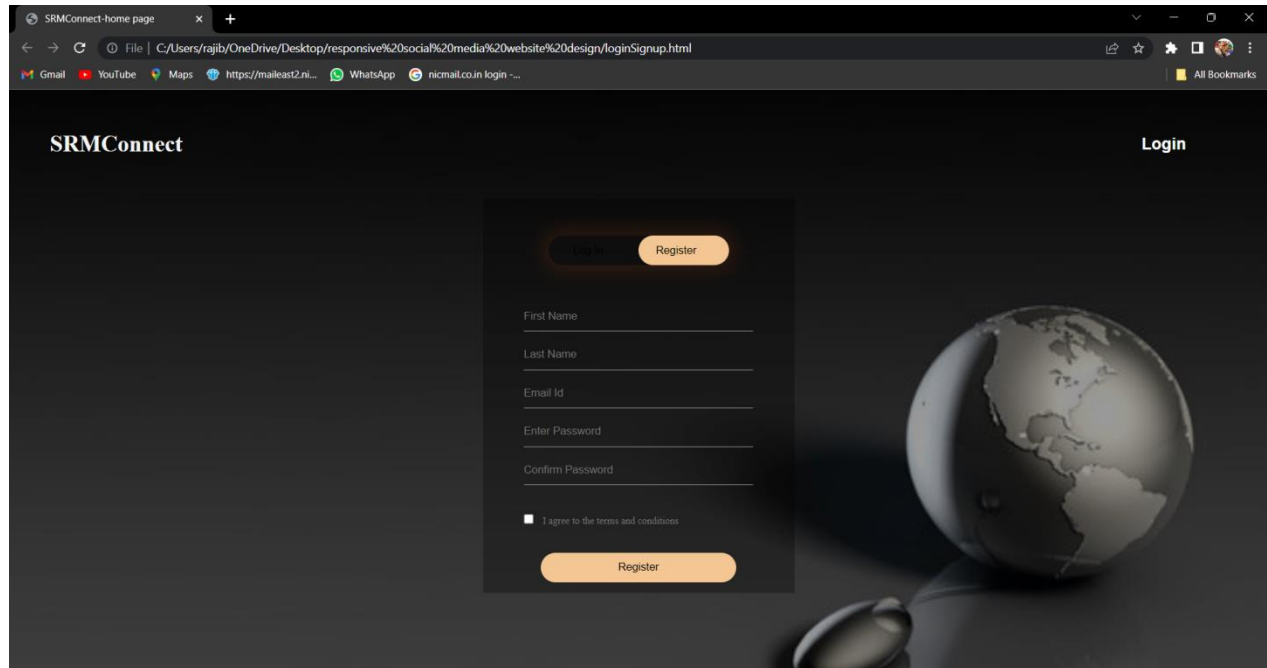 SRMConnect-home page
File | C:/Users/rajib/OneDrive/Desktop/responsive%20social%20media%20website%20design/loginSignup.html
Gmail YouTube Maps https://maileast2.ni... WhatsApp nicmail.co.in login -... All Bookmarks
SRMConnect Login
Log In Register
First Name
Last Name
Email Id
Enter Password
Confirm Password
I agree to the terms and conditions
Register